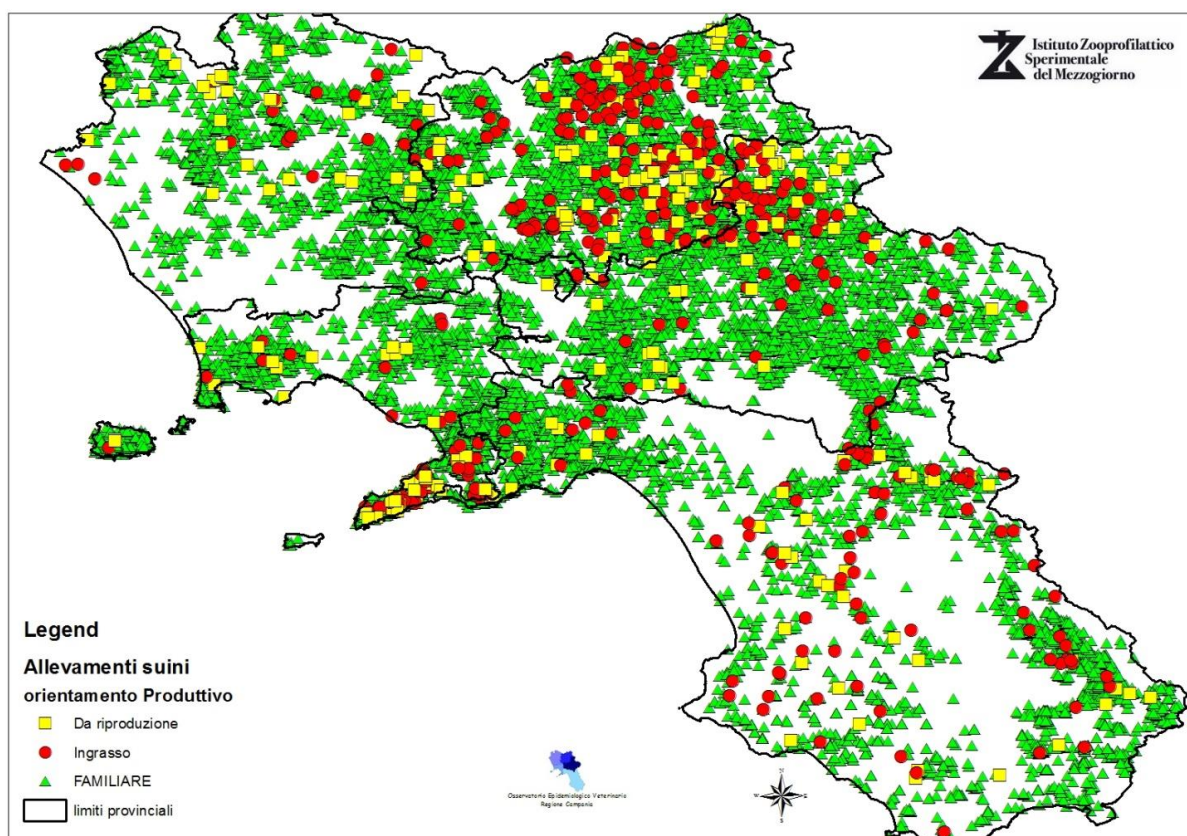 Istituto Zooprofilattico
Sperimentale
del Mezzogiorno
Legend
Allevamenti suini
orientamento Produttivo
Da riproduzione
Ingrasso
FAMILIARE
limiti provinciali
Osservatorio Epidemiologico Veterinario
Regione Campania
N
W
E
S